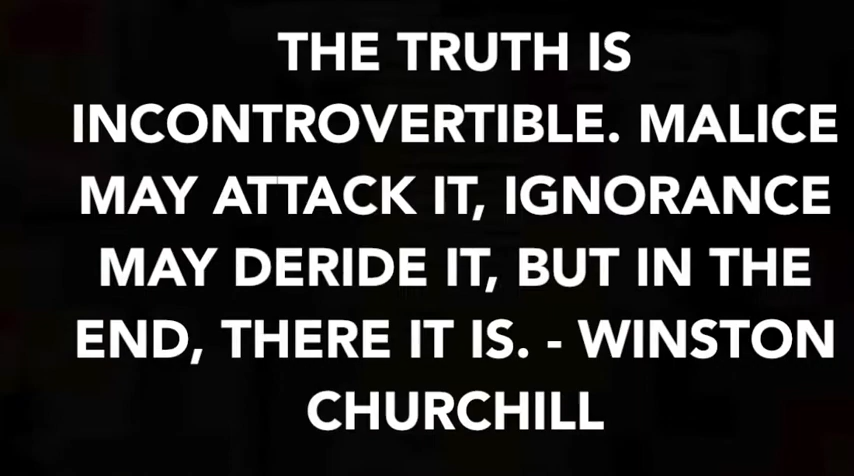 THE TRUTH IS
INCONTROVERTIBLE. MALICE
MAY ATTACK IT, IGNORANCE
MAY DERIDE IT, BUT IN THE
END, THERE IT IS. - WINSTON
CHURCHILL